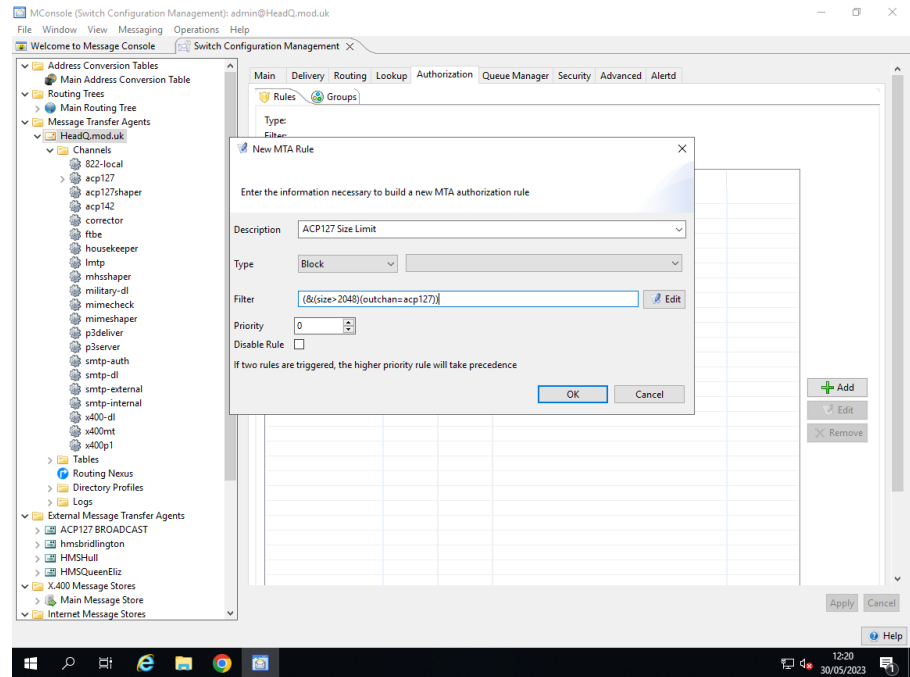 MConsole (Switch Configuration Management): admin@HeadQ.mod.uk
File Window View Messaging Operations Help
Welcome to Message Console Switch Configuration Management
Address Conversion Tables
Main Address Conversion Table
Routing Trees
Main Routing Tree
Message Transfer Agents
HeadQ.mod.uk
Channels
822-local
acp127
acp127shaper
acp142
corrector
ftbe
housekeeper
lmtp
mhsshaper
military-dl
mimecheck
mimeshaper
p3deliver
p3server
smtp-auth
smtp-dl
smtp-external
smtp-internal
x400-dl
x400mt
x400p1
Tables
Routing Nexus
Directory Profiles
Logs
External Message Transfer Agents
ACP127 BROADCAST
hmsbridlington
HMSHull
HMSQueenEliz
X.400 Message Stores
Main Message Store
Internet Message Stores
Main Delivery Routing Lookup Authorization Queue Manager Security Advanced Alertd
Rules Groups
Type:
Filter:
New MTA Rule
Enter the information necessary to build a new MTA authorization rule
Description ACP127 Size Limit
Type Block
Filter (&(size>2048)(outchan=acp127)) Edit
Priority 0
Disable Rule
If two rules are triggered, the higher priority rule will take precedence
OK Cancel
Add
Edit
Remove
Apply Cancel
Help
12:20
30/05/2023
1